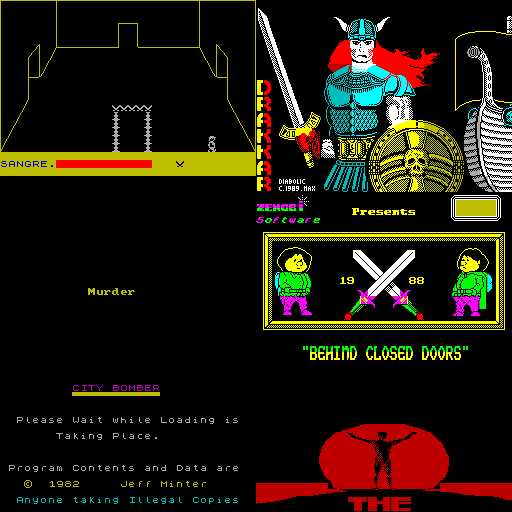 SANGRE.
DRAKKAR
DIABOLIC
C.1989.MAX
ZENOBI
Software
Presents
19 88
"BEHIND CLOSED DOORS"
Murder
CITY BOMBER
Please Wait while Loading is
Taking Place.
Program Contents and Data are
© 1982 Jeff Minter
Anyone taking Illegal Copies
THE